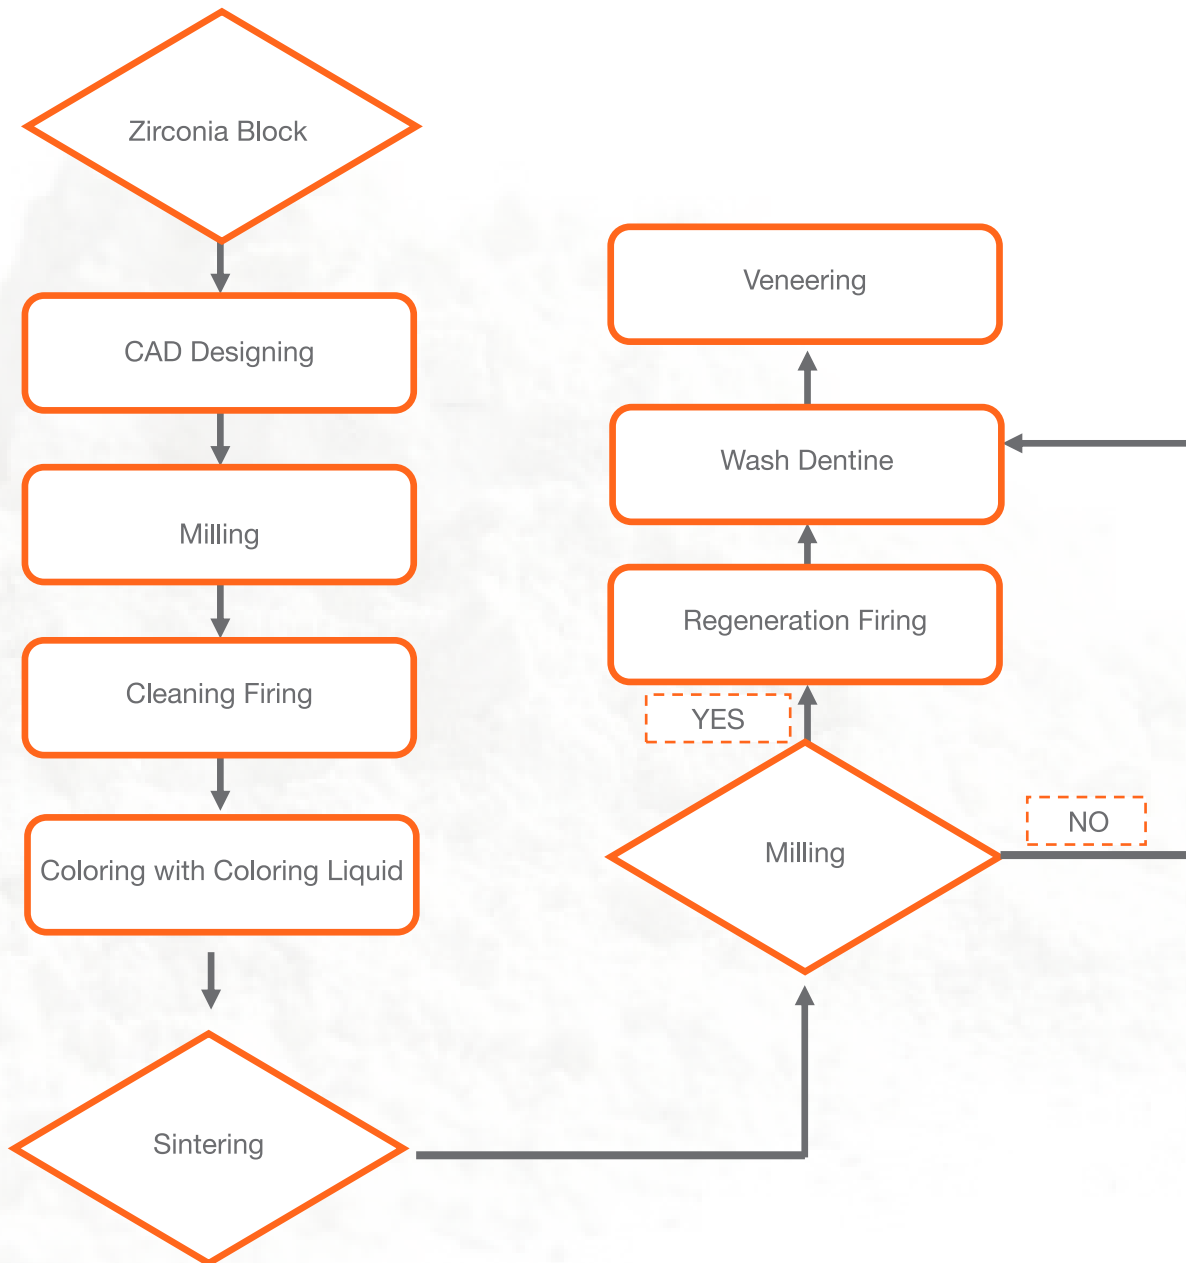 Zirconia Block
CAD Designing
Milling
Cleaning Firing
Coloring with Coloring Liquid
Sintering
Veneering
Wash Dentine
Regeneration Firing
YES
Milling
NO